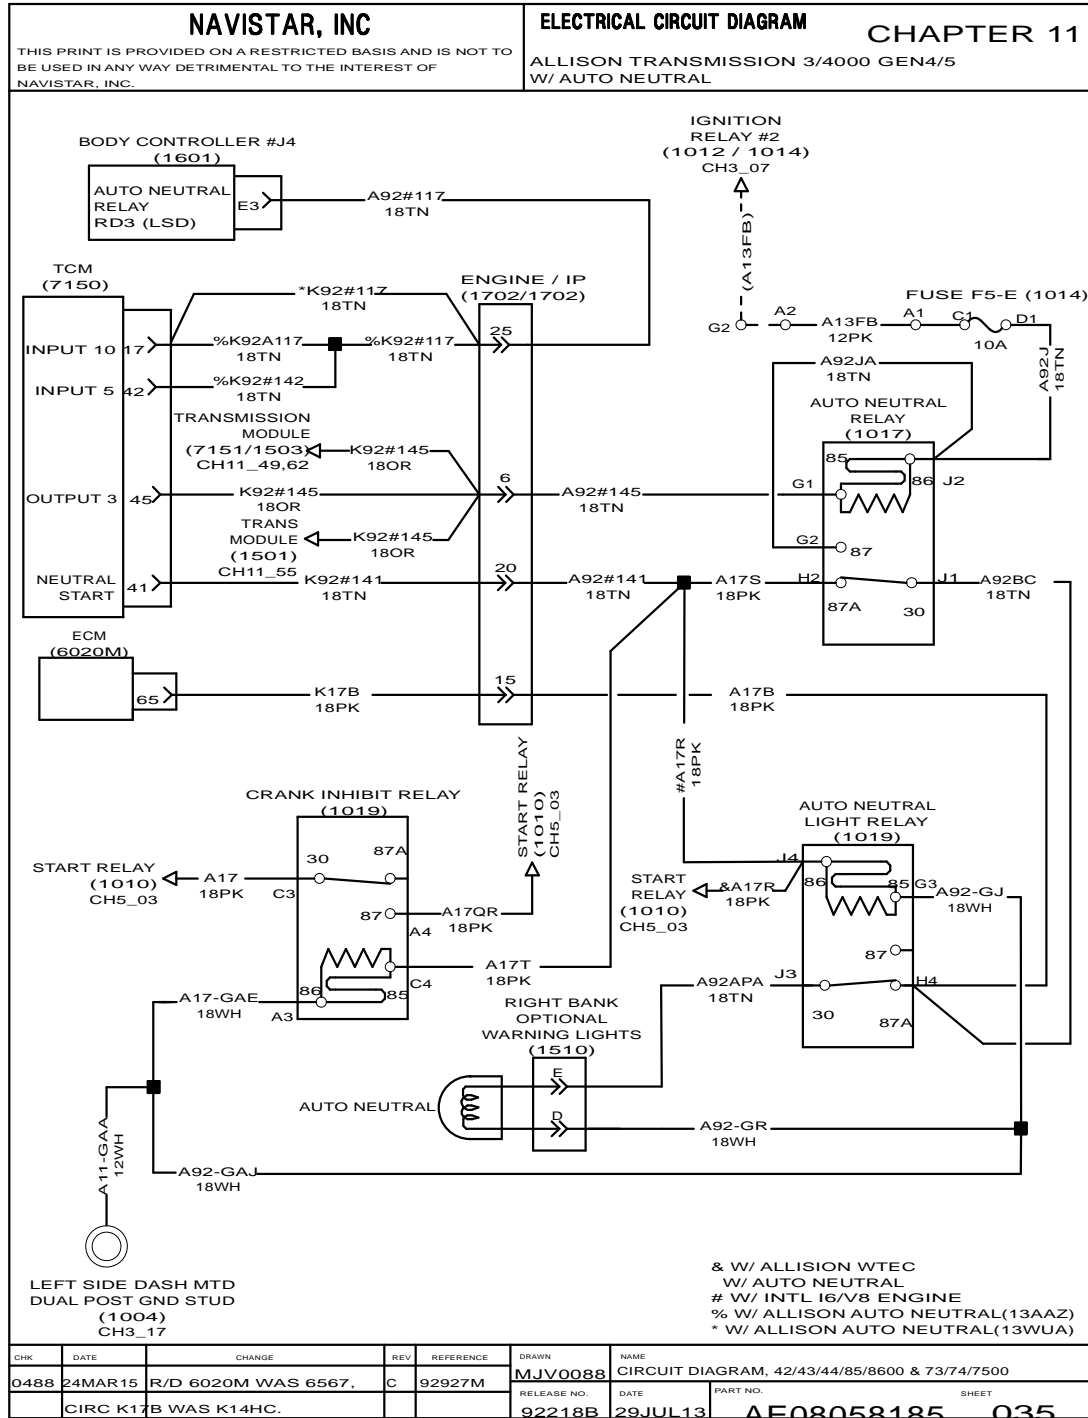 NAVISTAR, INC
THIS PRINT IS PROVIDED ON A RESTRICTED BASIS AND IS NOT TO
BE USED IN ANY WAY DETRIMENTAL TO THE INTEREST OF
NAVISTAR, INC.
ELECTRICAL CIRCUIT DIAGRAM
CHAPTER 11
ALLISON TRANSMISSION 3/4000 GEN4/5
W/ AUTO NEUTRAL
IGNITION
RELAY #2
(1012 / 1014)
CH3_07
(A13FB)
BODY CONTROLLER #J4
(1601)
AUTO NEUTRAL
RELAY
RD3 (LSD)
E3
A92#117
18TN
TCM
(7150)
ENGINE / IP
(1702/1702)
FUSE F5-E (1014)
*K92#117
18TN
25
G2
A2
A13FB
12PK
A1
C1
D1
10A
A92J
18TN
INPUT 10
17
%K92A117
18TN
%K92#117
18TN
INPUT 5
42
%K92#142
18TN
A92JA
18TN
AUTO NEUTRAL
RELAY
(1017)
TRANSMISSION
MODULE
(7151/1503)
CH11_49,62
K92#145
18OR
85
86
J2
OUTPUT 3
45
K92#145
18OR
6
A92#145
18TN
G1
TRANS
MODULE
(1501)
CH11_55
K92#145
18OR
G2
87
NEUTRAL
START
41
K92#141
18TN
20
A92#141
18TN
A17S
18PK
H2
J1
87A
30
A92BC
18TN
ECM
(6020M)
65
K17B
18PK
15
A17B
18PK
#A17R
18PK
START RELAY
(1010)
CH5_03
CRANK INHIBIT RELAY
(1019)
AUTO NEUTRAL
LIGHT RELAY
(1019)
START RELAY
(1010)
CH5_03
A17
18PK
30
87A
C3
87
A4
A17QR
18PK
START
RELAY
(1010)
CH5_03
&A17R
18PK
J4
86
85
G3
A92-GJ
18WH
87
A17T
18PK
C4
86
85
A3
A17-GAE
18WH
A92APA
18TN
J3
H4
30
87A
RIGHT BANK
OPTIONAL
WARNING LIGHTS
(1510)
E
D
AUTO NEUTRAL
A92-GR
18WH
A11-GAA
12WH
A92-GAJ
18WH
LEFT SIDE DASH MTD
DUAL POST GND STUD
(1004)
CH3_17
& W/ ALLISION WTEC
W/ AUTO NEUTRAL
# W/ INTL I6/V8 ENGINE
% W/ ALLISON AUTO NEUTRAL(13AAZ)
* W/ ALLISON AUTO NEUTRAL(13WUA)
CHK DATE CHANGE REV REFERENCE
0488 24MAR15 R/D 6020M WAS 6567, C 92927M
CIRC K17B WAS K14HC.
DRAWN
MJV0088
NAME
CIRCUIT DIAGRAM, 42/43/44/85/8600 & 73/74/7500
RELEASE NO.
92218B
DATE
29JUL13
PART NO.
AE08058185
SHEET
035